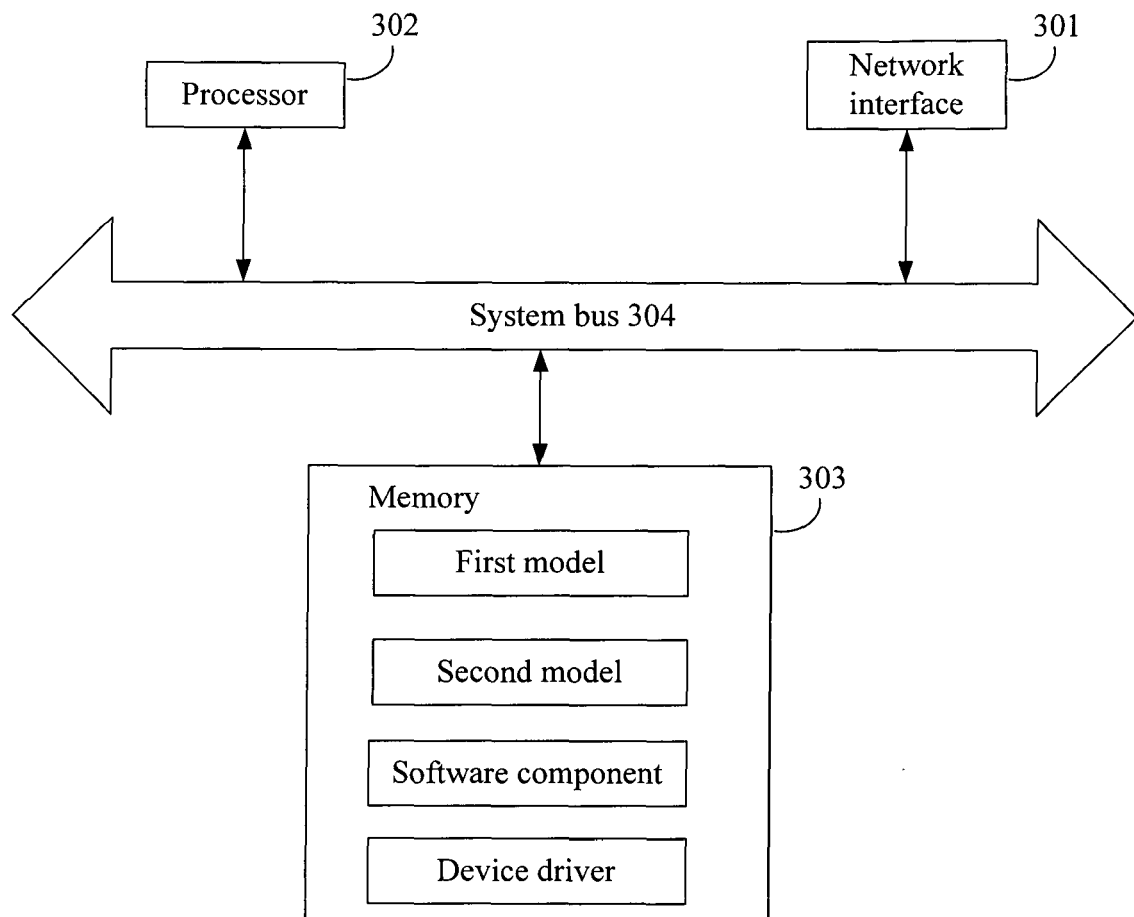 302
301
Processor
Network
interface
System bus 304
303
Memory
First model
Second model
Software component
Device driver